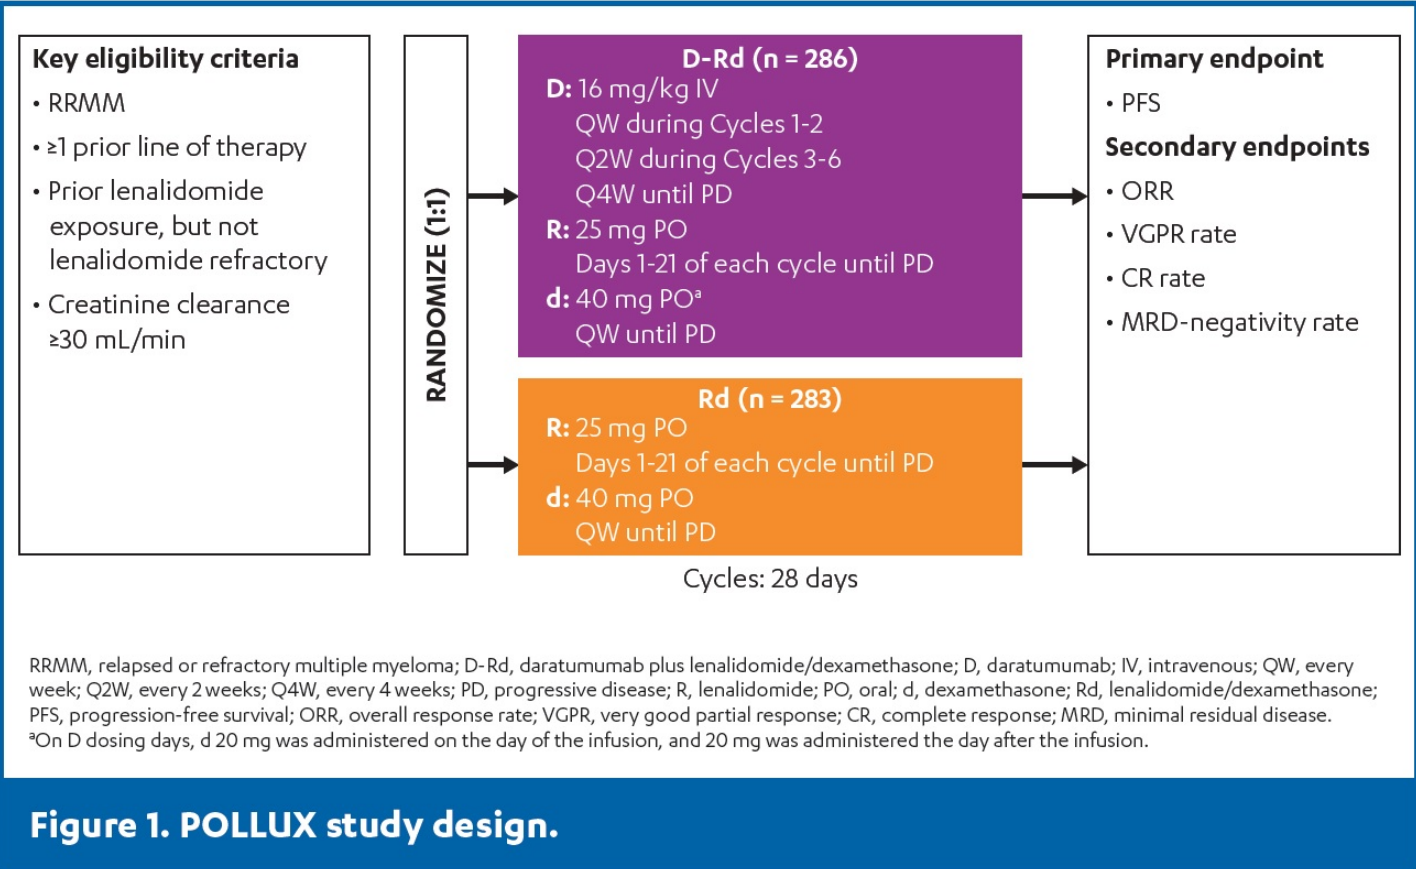 Key eligibility criteria
• RRMM
• ≥1 prior line of therapy
• Prior lenalidomide
exposure, but not
lenalidomide refractory
• Creatinine clearance
≥30 mL/min
RANDOMIZE (1:1)
D-Rd (n = 286)
D: 16 mg/kg IV
QW during Cycles 1-2
Q2W during Cycles 3-6
Q4W until PD
R: 25 mg PO
Days 1-21 of each cycle until PD
d: 40 mg POᵃ
QW until PD
Rd (n = 283)
R: 25 mg PO
Days 1-21 of each cycle until PD
d: 40 mg PO
QW until PD
Cycles: 28 days
Primary endpoint
• PFS
Secondary endpoints
• ORR
• VGPR rate
• CR rate
• MRD-negativity rate
RRMM, relapsed or refractory multiple myeloma; D-Rd, daratumumab plus lenalidomide/dexamethasone; D, daratumumab; IV, intravenous; QW, every
week; Q2W, every 2 weeks; Q4W, every 4 weeks; PD, progressive disease; R, lenalidomide; PO, oral; d, dexamethasone; Rd, lenalidomide/dexamethasone;
PFS, progression-free survival; ORR, overall response rate; VGPR, very good partial response; CR, complete response; MRD, minimal residual disease.
ᵃOn D dosing days, d 20 mg was administered on the day of the infusion, and 20 mg was administered the day after the infusion.
Figure 1. POLLUX study design.